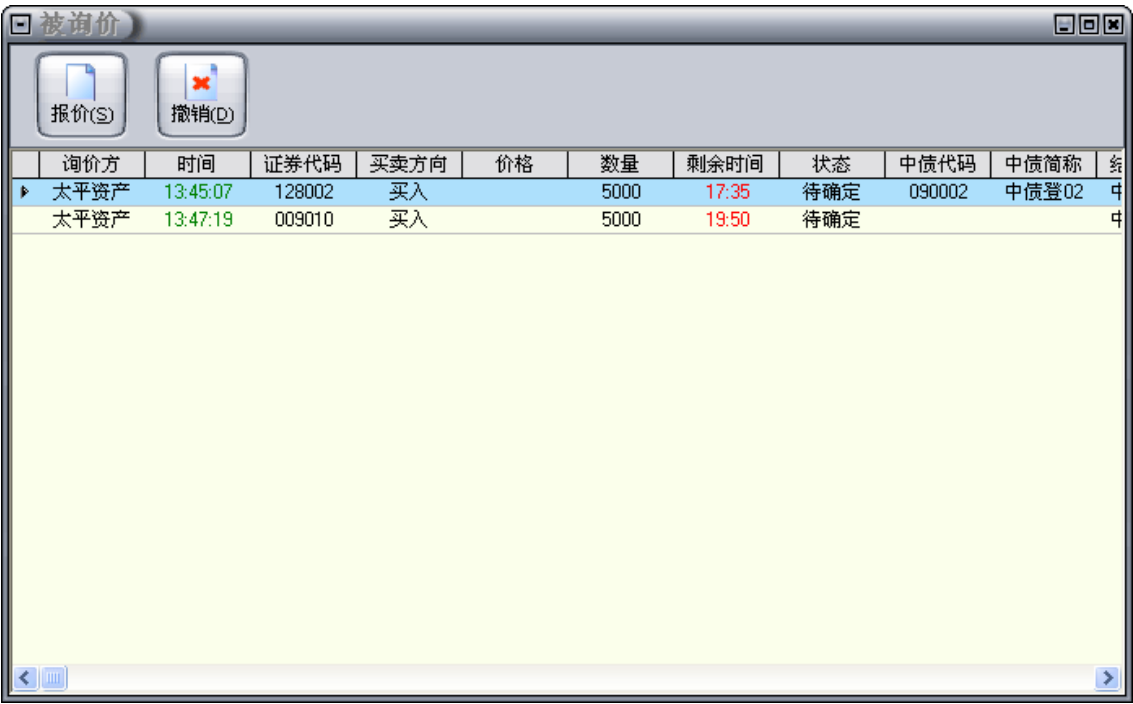 被询价
报价(S) 撤销(D)
询价方 时间 证券代码 买卖方向 价格 数量 剩余时间 状态 中债代码 中债简称
太平资产 13:45:07 128002 买入 5000 17:35 待确定 090002 中债登02
太平资产 13:47:19 009010 买入 5000 19:50 待确定